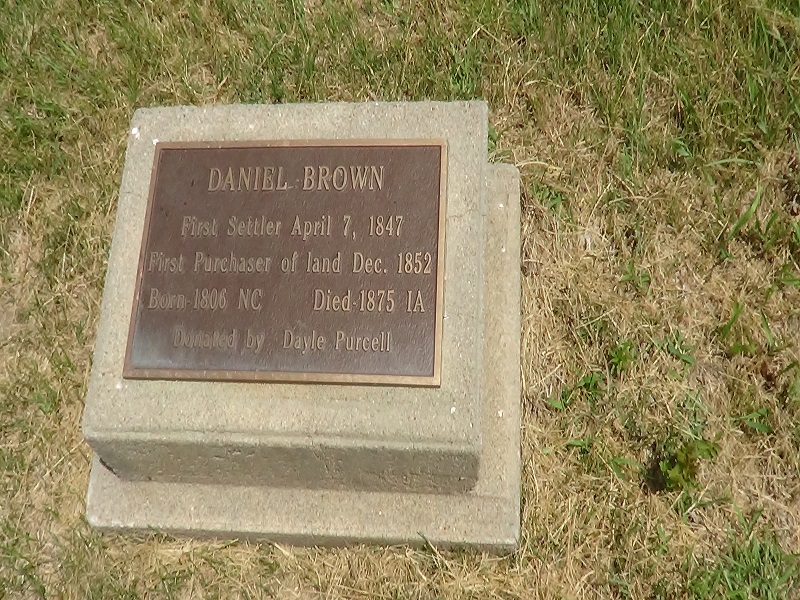 DANIEL BROWN
First Settler April 7, 1847
First Purchaser of land Dec. 1852
Born-1806 NC Died-1875 IA
Donated by Dayle Purcell